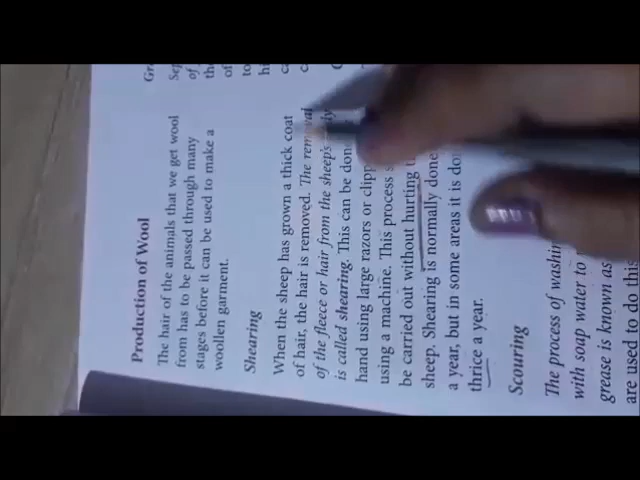 Production of Wool
The hair of the animals that we get wool
from has to be passed through many
stages before it can be used to make a
woollen garment.
Shearing
When the sheep has grown a thick coat
of hair, the hair is removed. The removal
of the fleece or hair from the sheep's
is called shearing. This can be done
hand using large razors or
using a machine. This process
be carried out without hurting
sheep. Shearing is normally done
a year, but in some areas it is
thrice a year.
Scouring
The process of
with soap water to
grease is known as
are used to do this
Gr
of
the
of
to